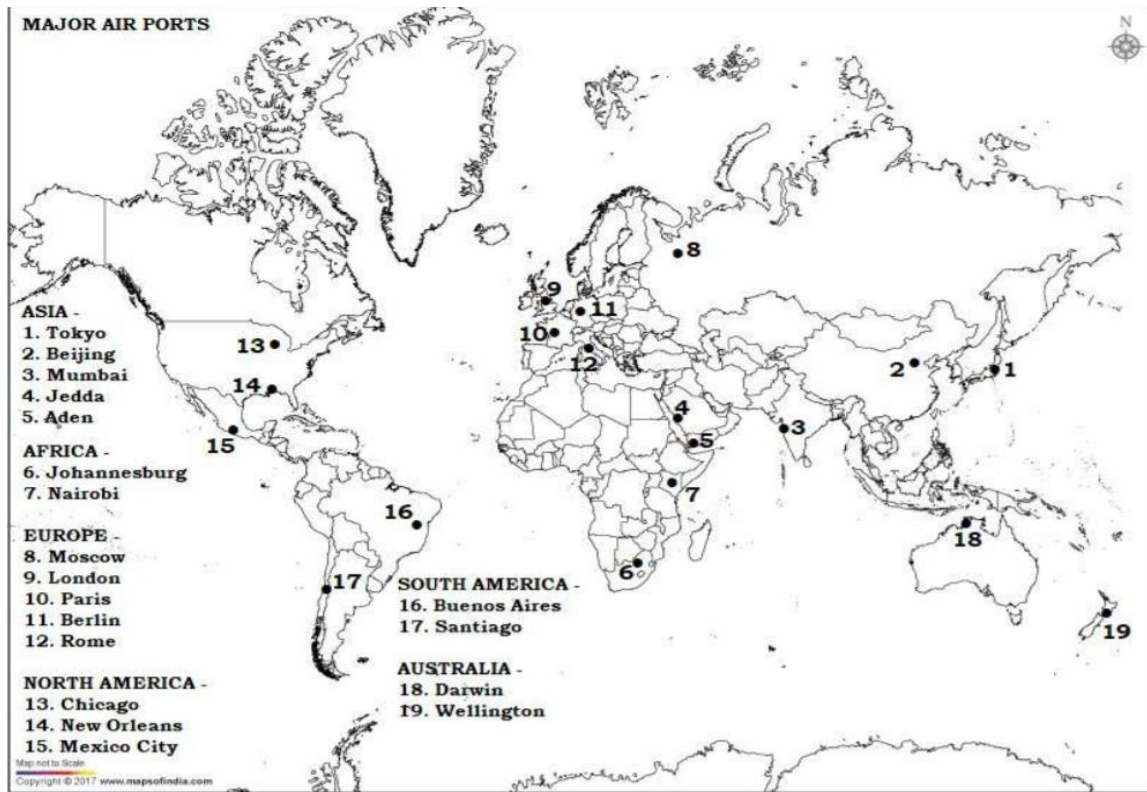 MAJOR AIR PORTS
N
8
9
11
10
12
13
14
15
2
1
4
3
5
7
16
6
17
18
19
ASIA -
1. Tokyo
2. Beijing
3. Mumbai
4. Jedda
5. Aden
AFRICA -
6. Johannesburg
7. Nairobi
EUROPE -
8. Moscow
9. London
10. Paris
11. Berlin
12. Rome
NORTH AMERICA -
13. Chicago
14. New Orleans
15. Mexico City
SOUTH AMERICA -
16. Buenos Aires
17. Santiago
AUSTRALIA -
18. Darwin
19. Wellington
Map not to Scale
Copyright © 2017 www.mapsofindia.com